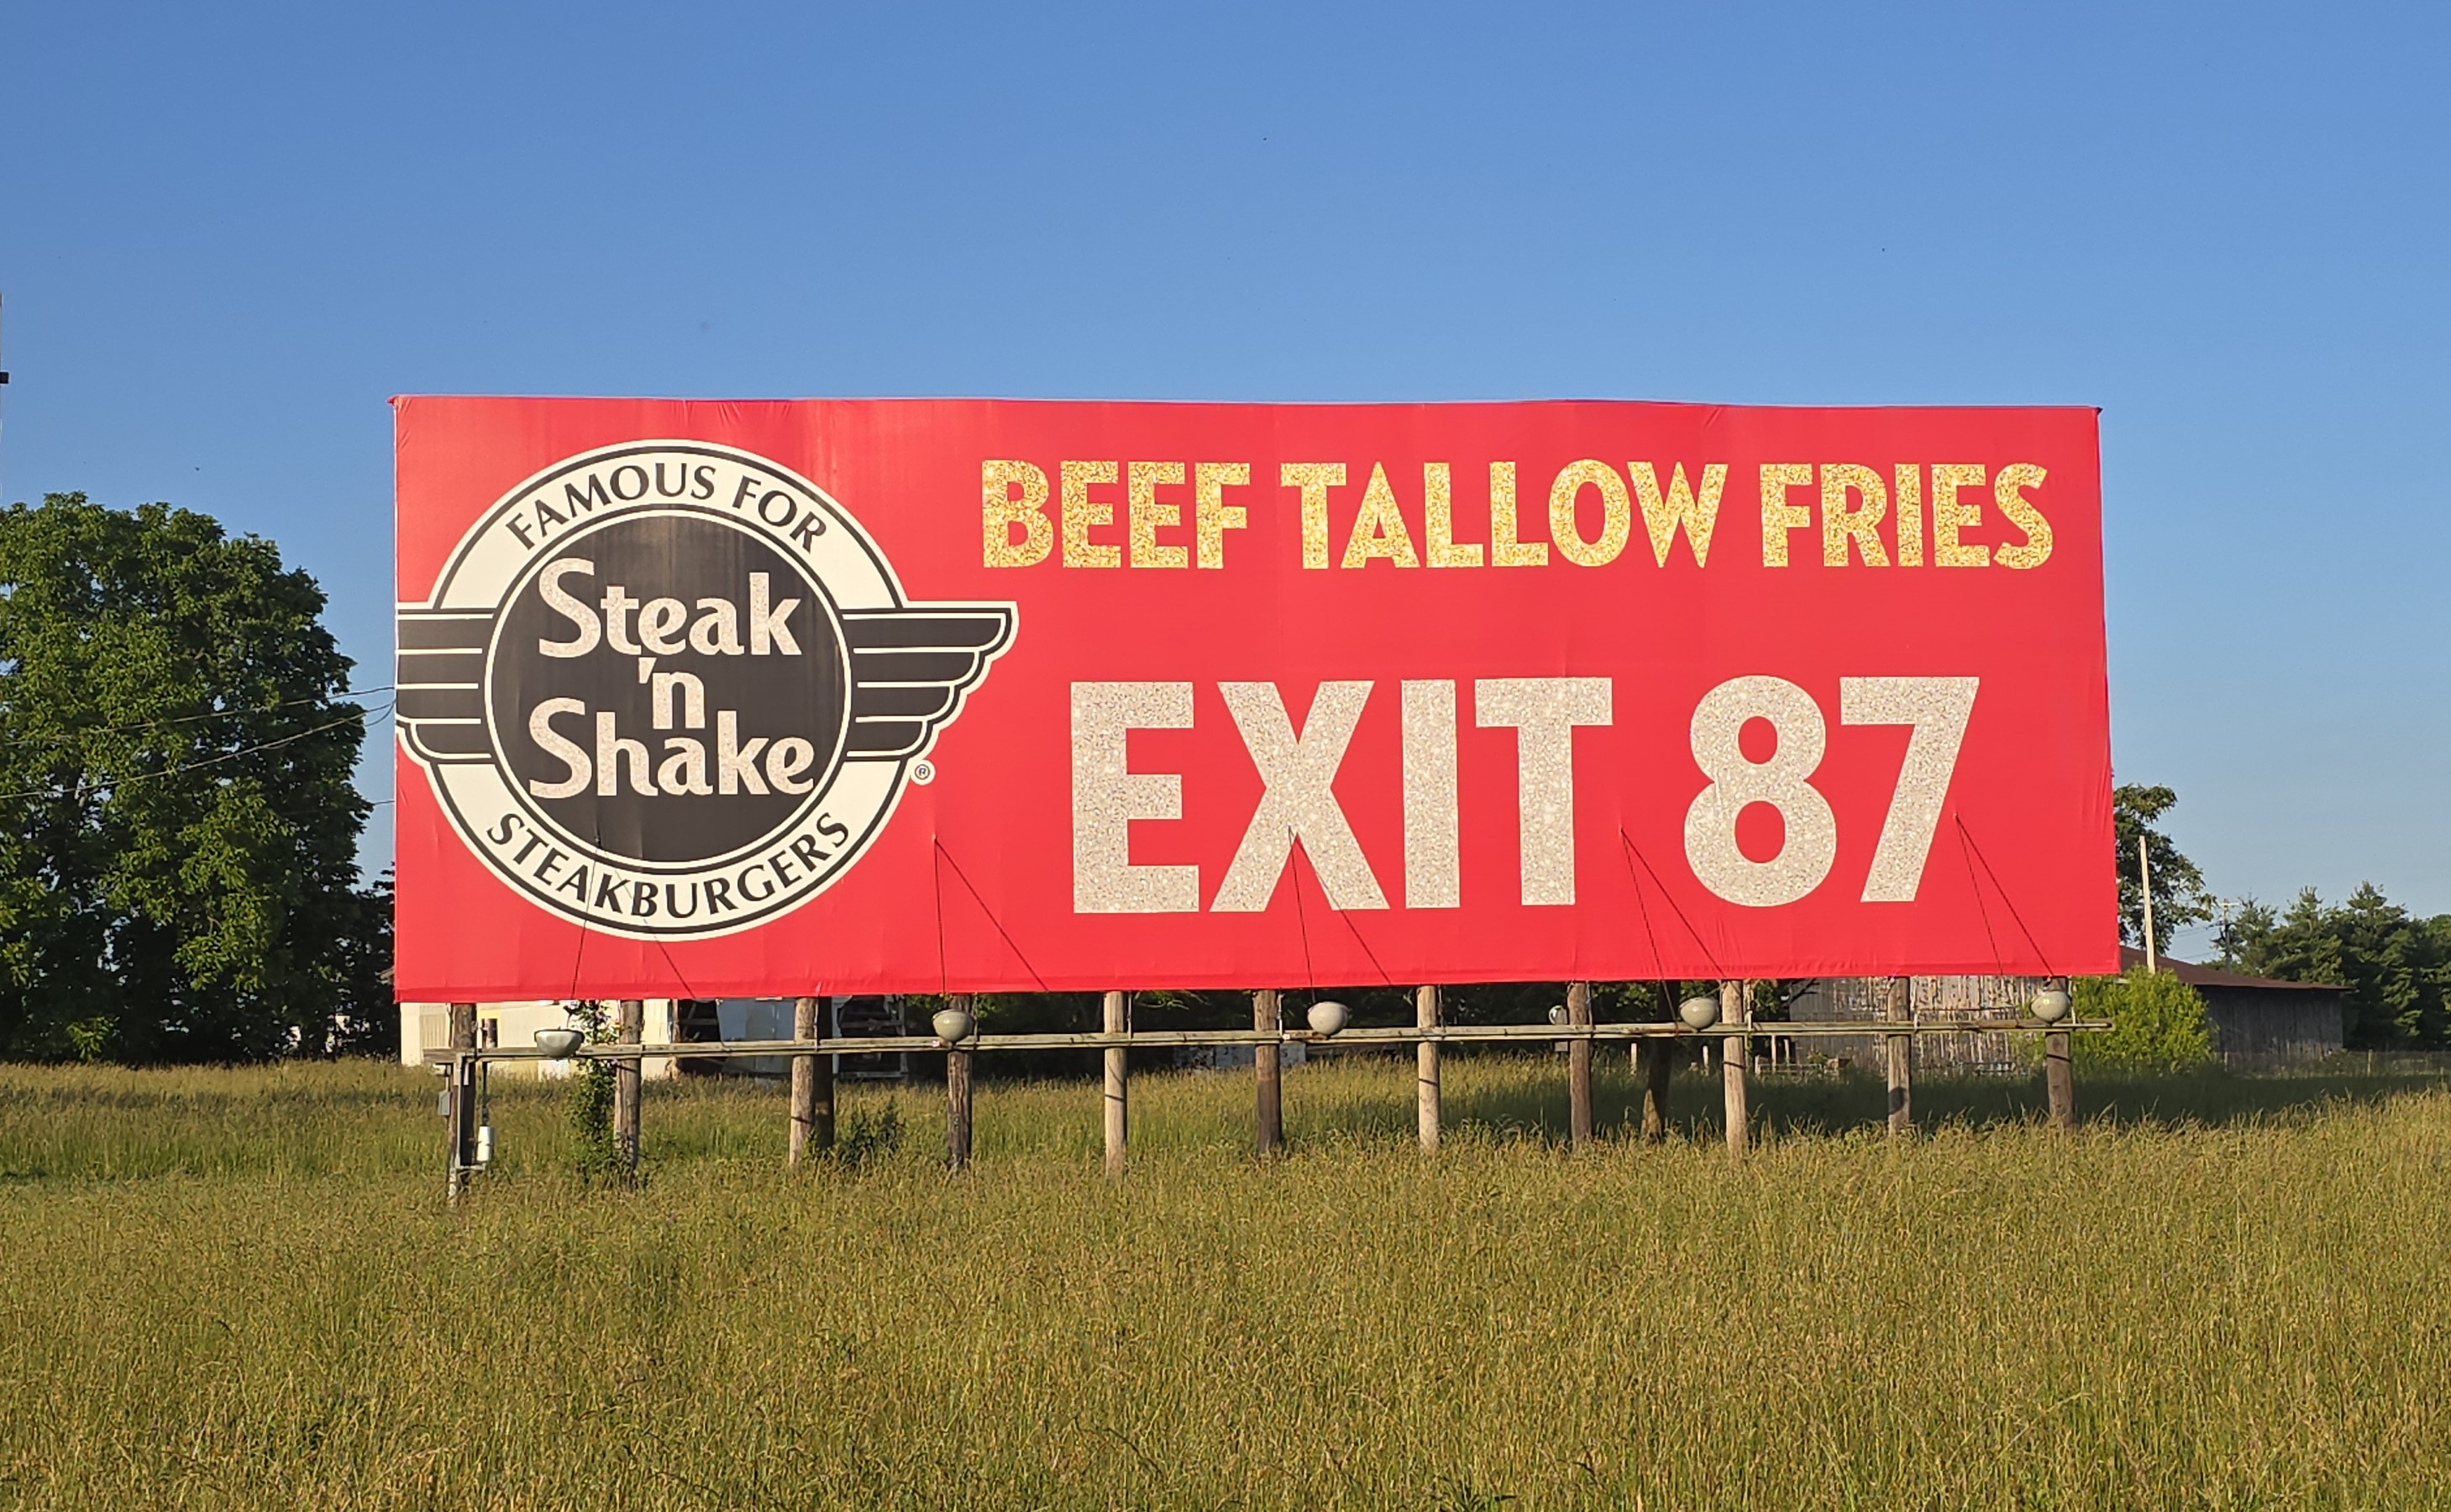 FAMOUS FOR
Steak
'n
Shake
®
STEAKBURGERS
BEEF TALLOW FRIES
EXIT 87